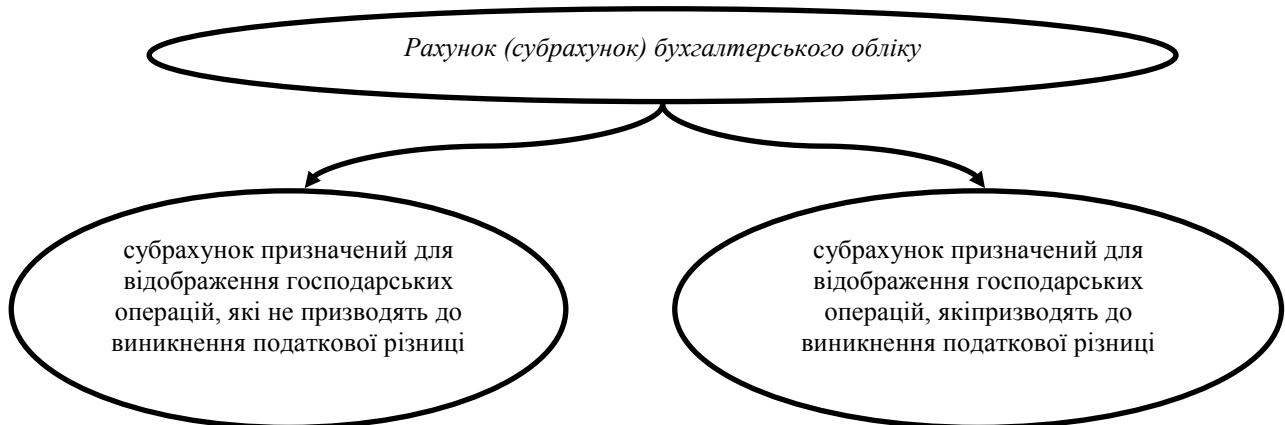 Рахунок (субрахунок) бухгалтерського обліку
субрахунок призначений для
відображення господарських
операцій, які не призводять до
виникнення податкової різниці
субрахунок призначений для
відображення господарських
операцій, якіпризводять до
виникнення податкової різниці